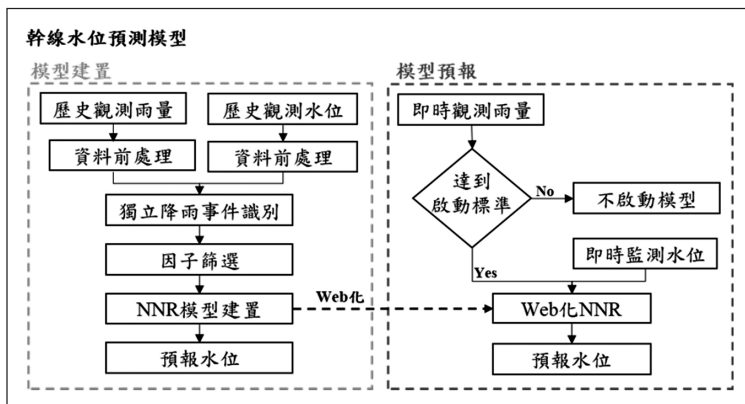 幹線水位預測模型
模型建置
歷史觀測雨量
歷史觀測水位
資料前處理
資料前處理
獨立降雨事件識別
因子篩選
NNR模型建置
預報水位
Web化
模型預報
即時觀測雨量
達到
啟動標準
No
不啟動模型
即時監測水位
Yes
Web化NNR
預報水位